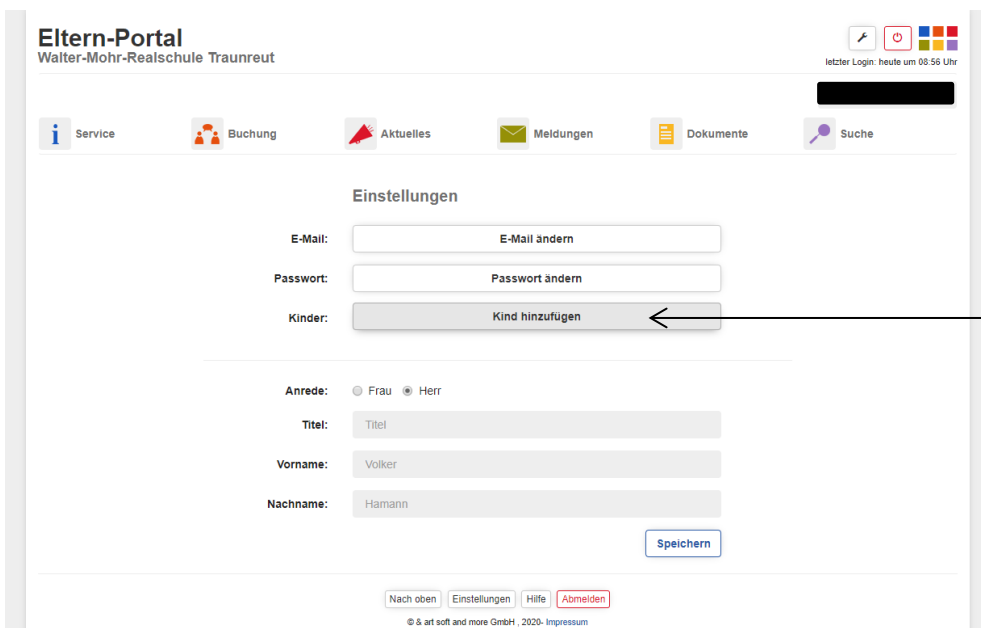 Eltern-Portal
Walter-Mohr-Realschule Traunreut
letzter Login: heute um 08:56 Uhr
Service Buchung Aktuelles Meldungen Dokumente Suche
Einstellungen
E-Mail: E-Mail ändern
Passwort: Passwort ändern
Kinder: Kind hinzufügen
Anrede: Frau Herr
Titel: Titel
Vorname: Volker
Nachname: Hamann
Speichern
Nach oben Einstellungen Hilfe Abmelden
© & art soft and more GmbH , 2020- Impressum